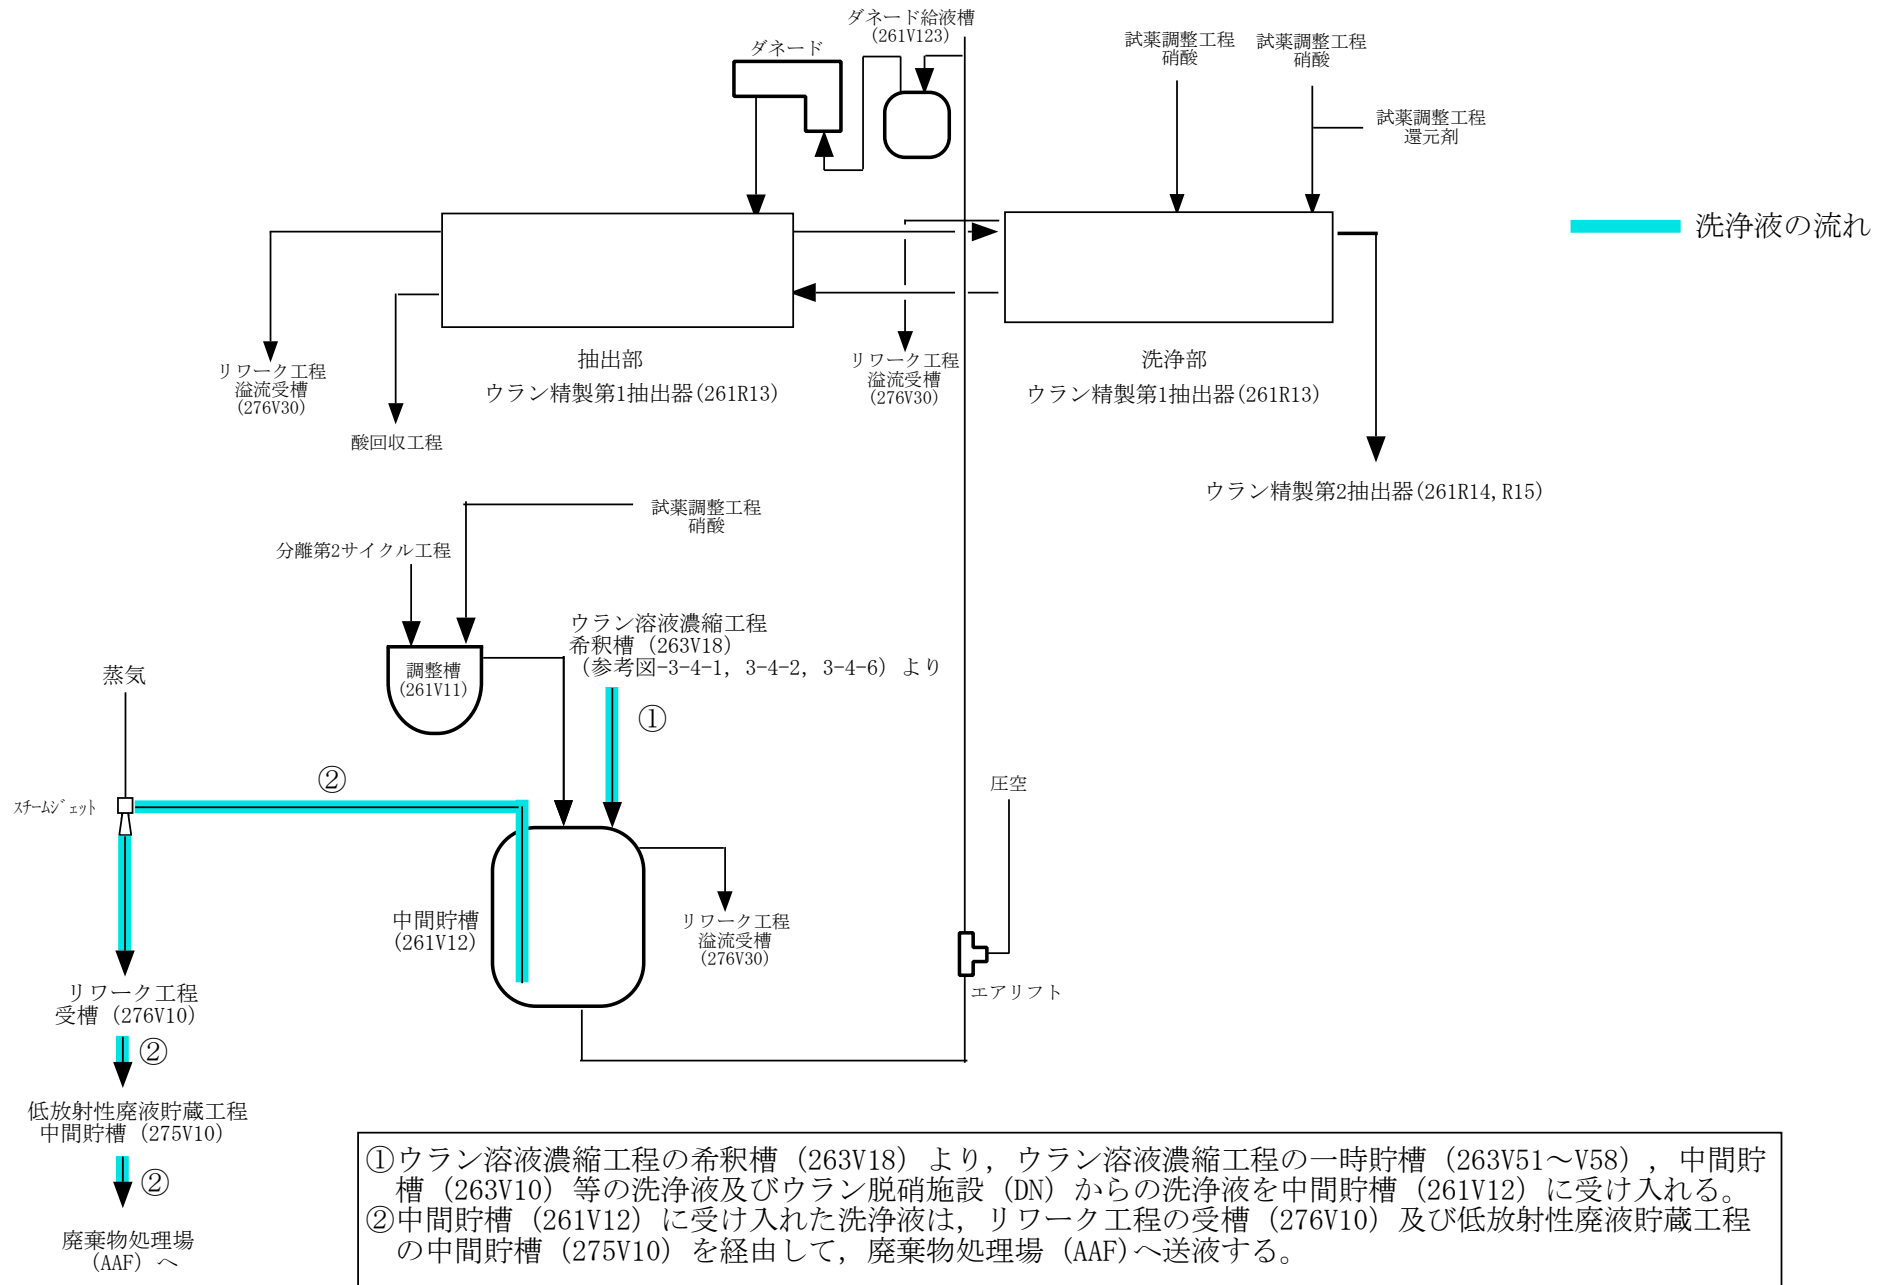 ダネード給液槽
(261V123)
ダネード
試薬調整工程
硝酸
試薬調整工程
硝酸
試薬調整工程
還元剤
洗浄液の流れ
リワーク工程
溢流受槽
(276V30)
酸回収工程
抽出部
ウラン精製第1抽出器(261R13)
リワーク工程
溢流受槽
(276V30)
洗浄部
ウラン精製第1抽出器(261R13)
ウラン精製第2抽出器(261R14,R15)
試薬調整工程
硝酸
分離第2サイクル工程
ウラン溶液濃縮工程
希釈槽（263V18）
（参考図-3-4-1，3-4-2，3-4-6）より
調整槽
(261V11)
蒸気
①
②
スチームジェット
圧空
中間貯槽
(261V12)
リワーク工程
溢流受槽
(276V30)
エアリフト
リワーク工程
受槽（276V10）
②
低放射性廃液貯蔵工程
中間貯槽（275V10）
②
廃棄物処理場
（AAF）へ
①ウラン溶液濃縮工程の希釈槽（263V18）より，ウラン溶液濃縮工程の一時貯槽（263V51～V58），中間貯
槽（263V10）等の洗浄液及びウラン脱硝施設（DN）からの洗浄液を中間貯槽（261V12）に受け入れる。
②中間貯槽（261V12）に受け入れた洗浄液は，リワーク工程の受槽（276V10）及び低放射性廃液貯蔵工程
の中間貯槽（275V10）を経由して，廃棄物処理場（AAF)へ送液する。